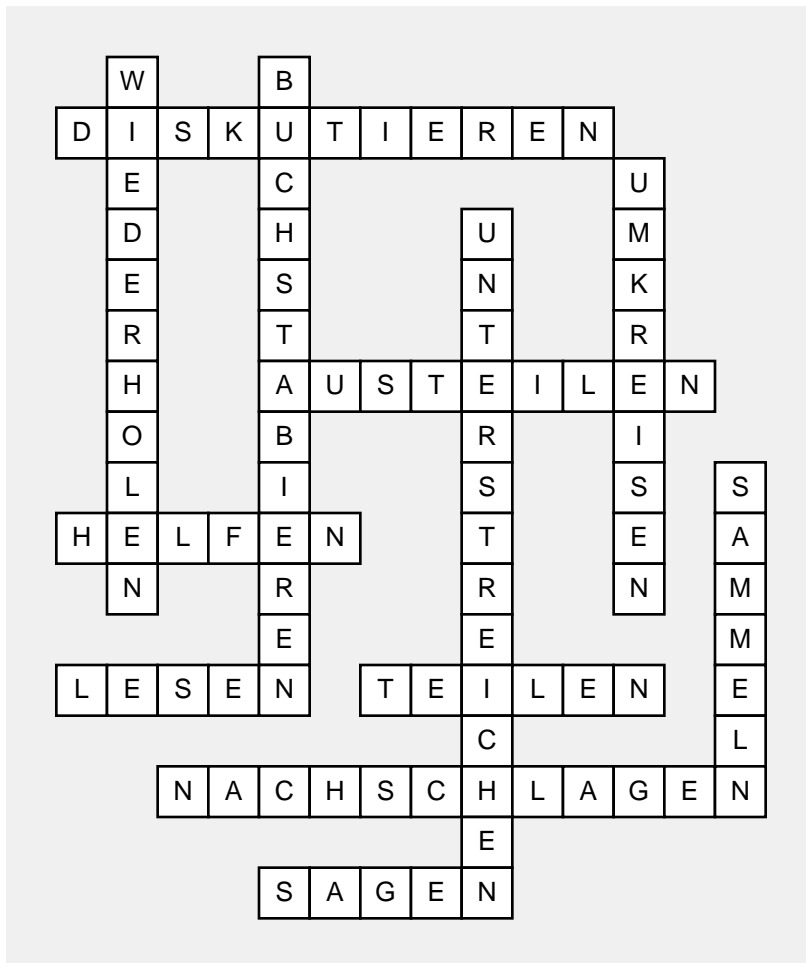 WIEDERHOLEN
BUCHSTABIEREN
DISKUTIEREN
UMKREISEN
UNTERSTREICHEN
AUSTEILEN
SAMMELN
HELFEN
LESEN
TEILEN
NACHSCHLAGEN
SAGEN